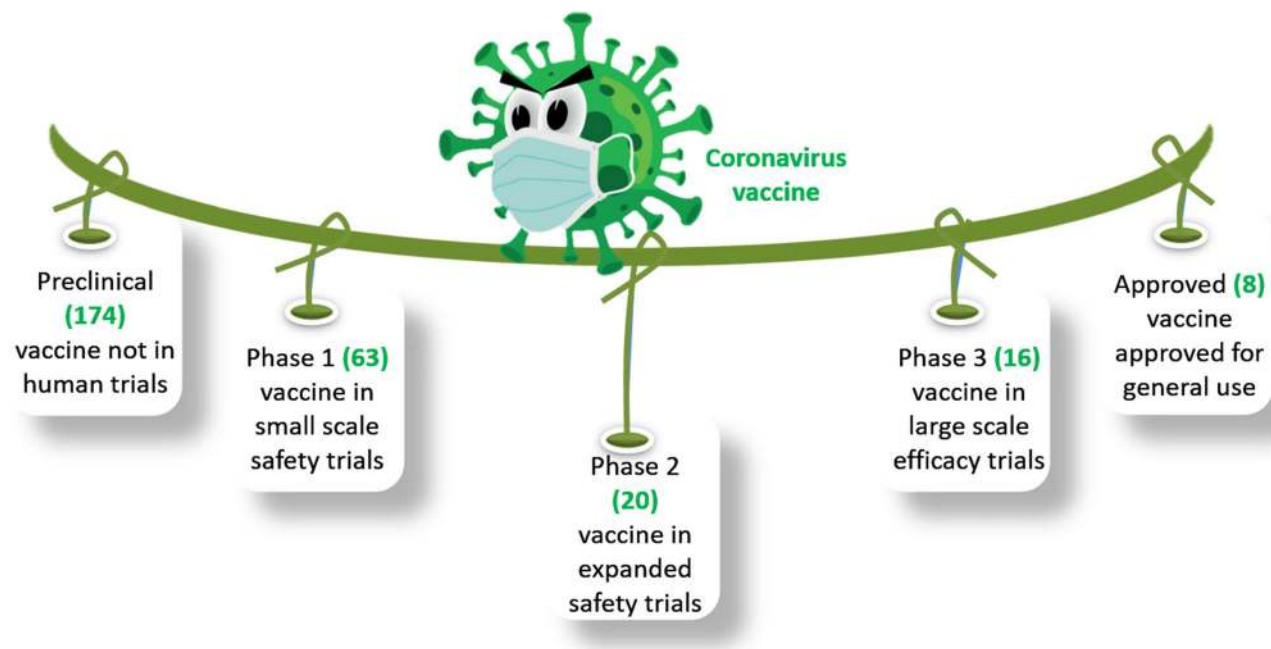 Coronavirus
vaccine
Preclinical
(174)
vaccine not in
human trials
Phase 1 (63)
vaccine in
small scale
safety trials
Phase 2
(20)
vaccine in
expanded
safety trials
Phase 3 (16)
vaccine in
large scale
efficacy trials
Approved (8)
vaccine
approved for
general use